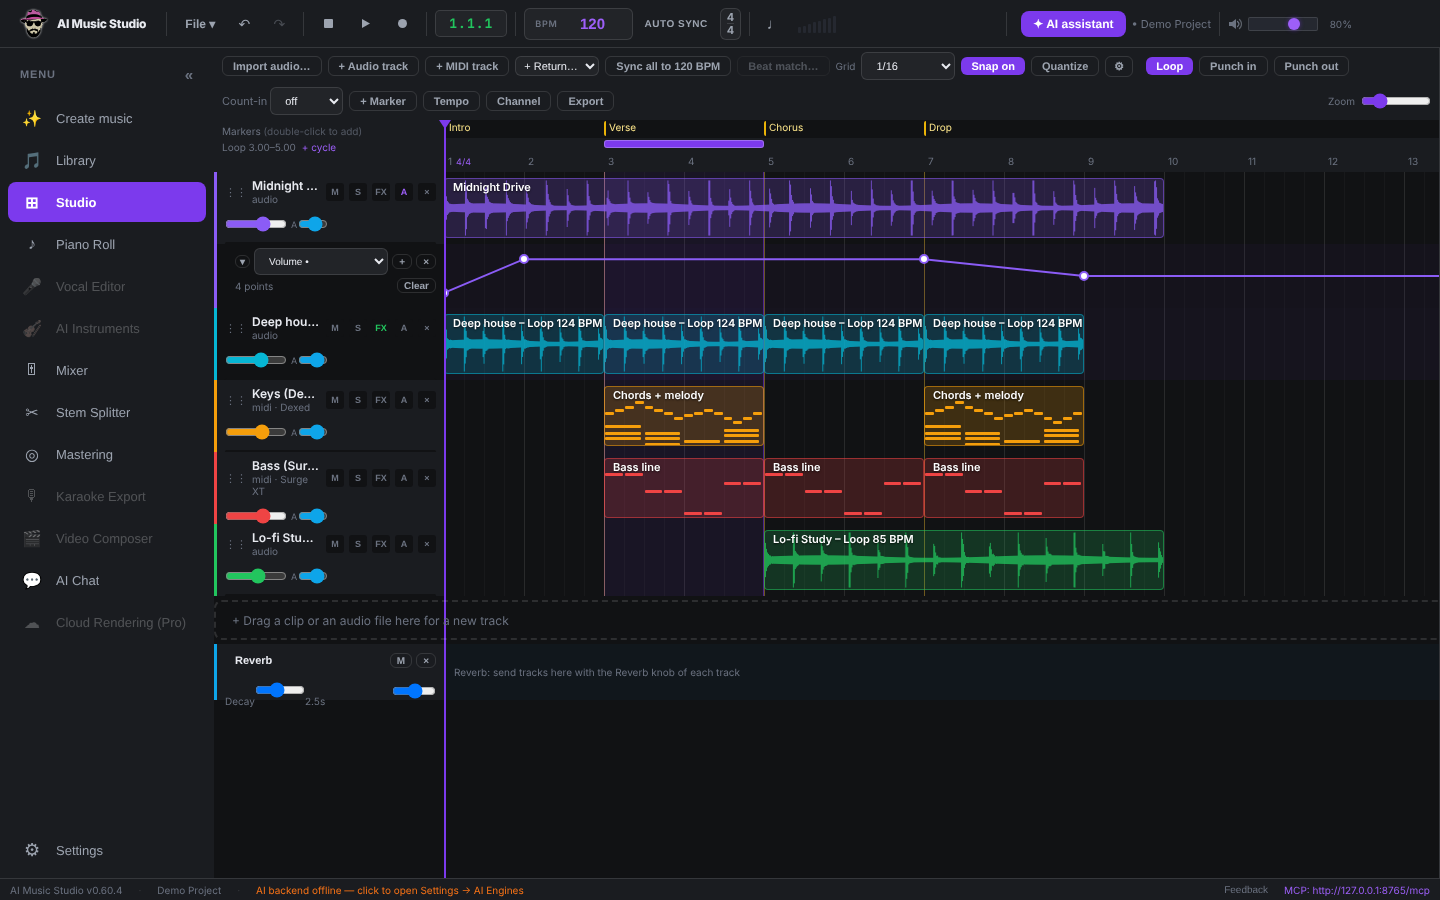 AI Music Studio
File ▾
1.1.1
BPM 120
AUTO SYNC
4
4
✦ AI assistant
• Demo Project
80%
MENU
«
Create music
Library
Studio
Piano Roll
Vocal Editor
AI Instruments
Mixer
Stem Splitter
Mastering
Karaoke Export
Video Composer
AI Chat
Cloud Rendering (Pro)
Settings
Import audio…
+ Audio track
+ MIDI track
+ Return…
Sync all to 120 BPM
Beat match…
Grid
1/16
Snap on
Quantize
Loop
Punch in
Punch out
Count-in
off
+ Marker
Tempo
Channel
Export
Zoom
Markers (double-click to add)
Loop 3.00–5.00 + cycle
Intro
Verse
Chorus
Drop
1 4/4 2 3 4 5 6 7 8 9 10 11 12 13
Midnight ...
audio
M S FX A ×
A
Midnight Drive
▾ Volume • + ×
4 points
Clear
Deep hou...
audio
M S FX A ×
A
Deep house – Loop 124 BPM
Deep house – Loop 124 BPM
Deep house – Loop 124 BPM
Deep house – Loop 124 BPM
Keys (De...
midi · Dexed
M S FX A ×
A
Chords + melody
Chords + melody
Bass (Sur...
midi · Surge
XT
M S FX A ×
A
Bass line
Bass line
Bass line
Lo-fi Stu...
audio
M S FX A ×
A
Lo-fi Study – Loop 85 BPM
+ Drag a clip or an audio file here for a new track
Reverb
M ×
Decay
2.5s
Reverb: send tracks here with the Reverb knob of each track
AI Music Studio v0.60.4
Demo Project
AI backend offline — click to open Settings → AI Engines
Feedback
MCP: http://127.0.0.1:8765/mcp